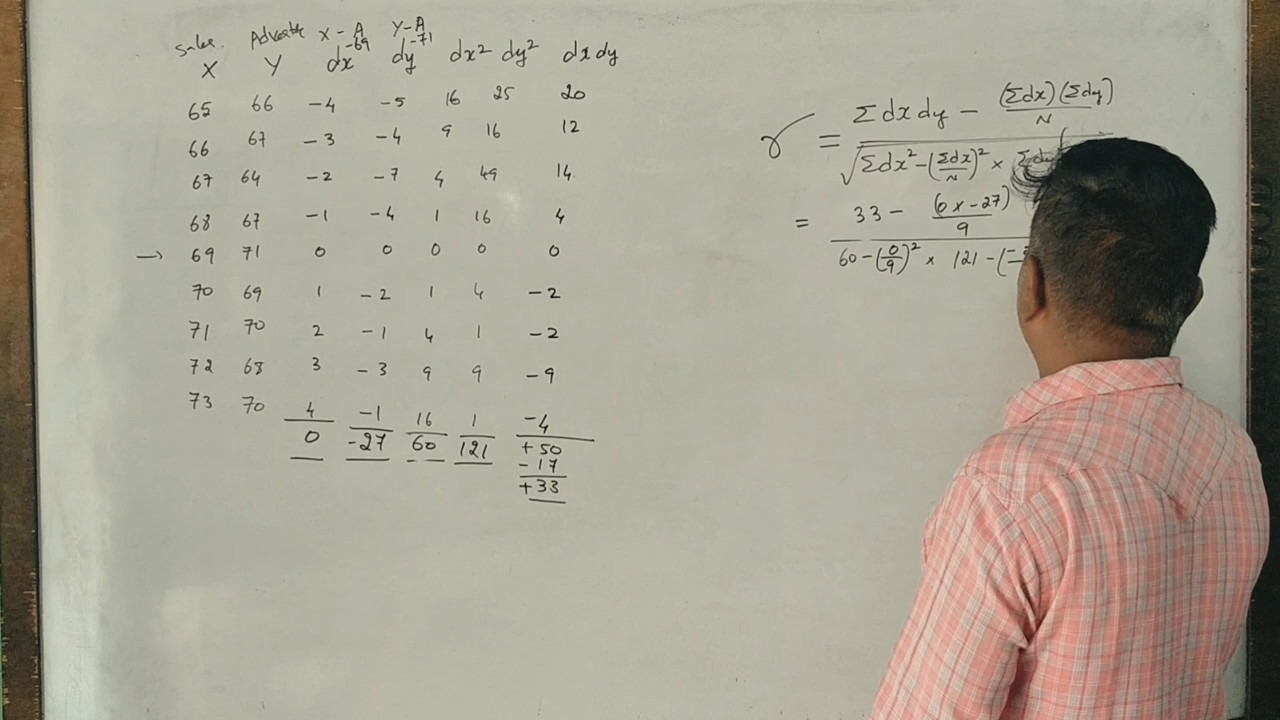 Sales Advertse X-A Y-A
X Y dx-69 dy-71 dx² dy² dx dy
65 66 -4 -5 16 25 20
66 67 -3 -4 9 16 12
67 64 -2 -7 4 49 14
68 67 -1 -4 1 16 4
→ 69 71 0 0 0 0 0
70 69 1 -2 1 4 -2
71 70 2 -1 4 1 -2
72 68 3 -3 9 9 -9
73 70 4 -1 16 1 -4
0 -27 60 121 +50
-17
+33
r = Σdxdy - (Σdx)(Σdy)/N
√Σdx² - (Σdx/N)² × Σdy
= 33 - (0 x -27)/9
60 - (0/9)² × 121 - (-